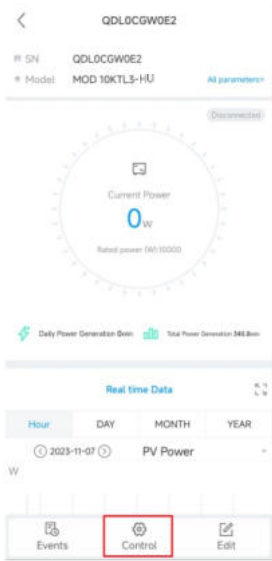 QDL0CGW0E2
SN QDL0CGW0E2
Model MOD 10KTL3-HU All parameters>
Disconnected
Current Power
0W
Rated power (W):10000
Daily Power Generation 0kWh Total Power Generation
Real time Data
Hour DAY MONTH YEAR
2023-11-07 PV Power
W
Events Control Edit